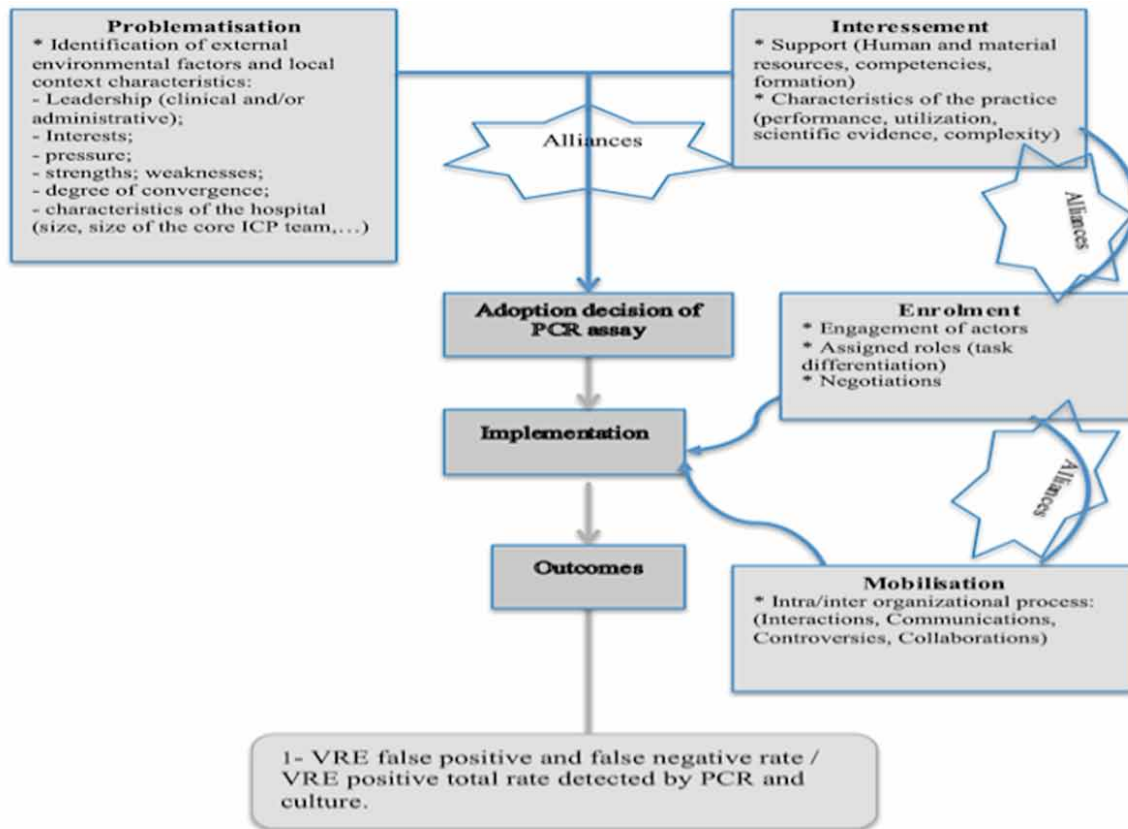 Problematisation
* Identification of external
environmental factors and local
context characteristics:
- Leadership (clinical and/or
administrative);
- Interests;
- pressure;
- strengths; weaknesses;
- degree of convergence;
- characteristics of the hospital
(size, size of the core ICP team,...)
Interessement
* Support (Human and material
resources, competencies,
formation)
* Characteristics of the practice
(performance, utilization,
scientific evidence, complexity)
Alliances
Alliances
Adoption decision of
PCR assay
Enrolment
* Engagement of actors
* Assigned roles (task
differentiation)
* Negotiations
Implementation
Alliances
Outcomes
Mobilisation
* Intra/inter organizational process:
(Interactions, Communications,
Controversies, Collaborations)
1- VRE false positive and false negative rate /
VRE positive total rate detected by PCR and
culture.